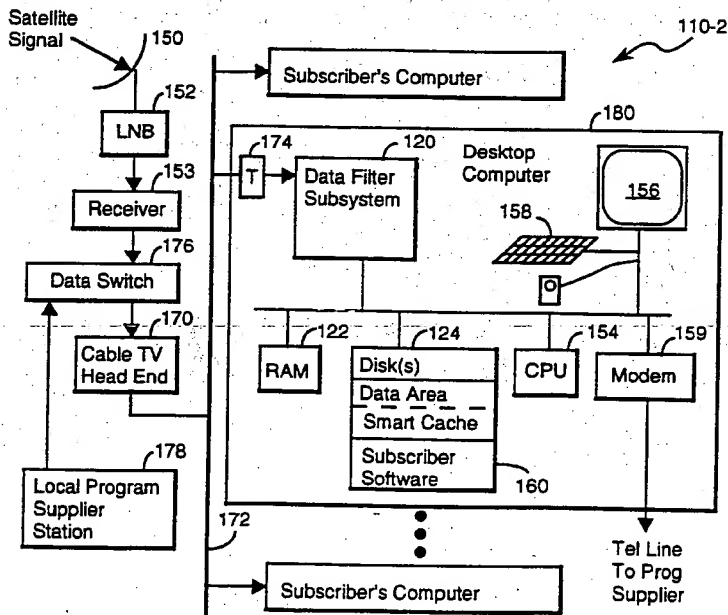 Satellite
Signal
150
152
LNB
153
Receiver
176
Data Switch
170
Cable TV
Head End
178
Local Program
Supplier
Station
172
110-2
Subscriber's Computer
180
174
T
120
Data Filter
Subsystem
Desktop
Computer
156
158
122
RAM
124
Disk(s)
Data Area
Smart Cache
Subscriber
Software
160
154
CPU
159
Modem
Tel Line
To Prog
Supplier
Subscriber's Computer